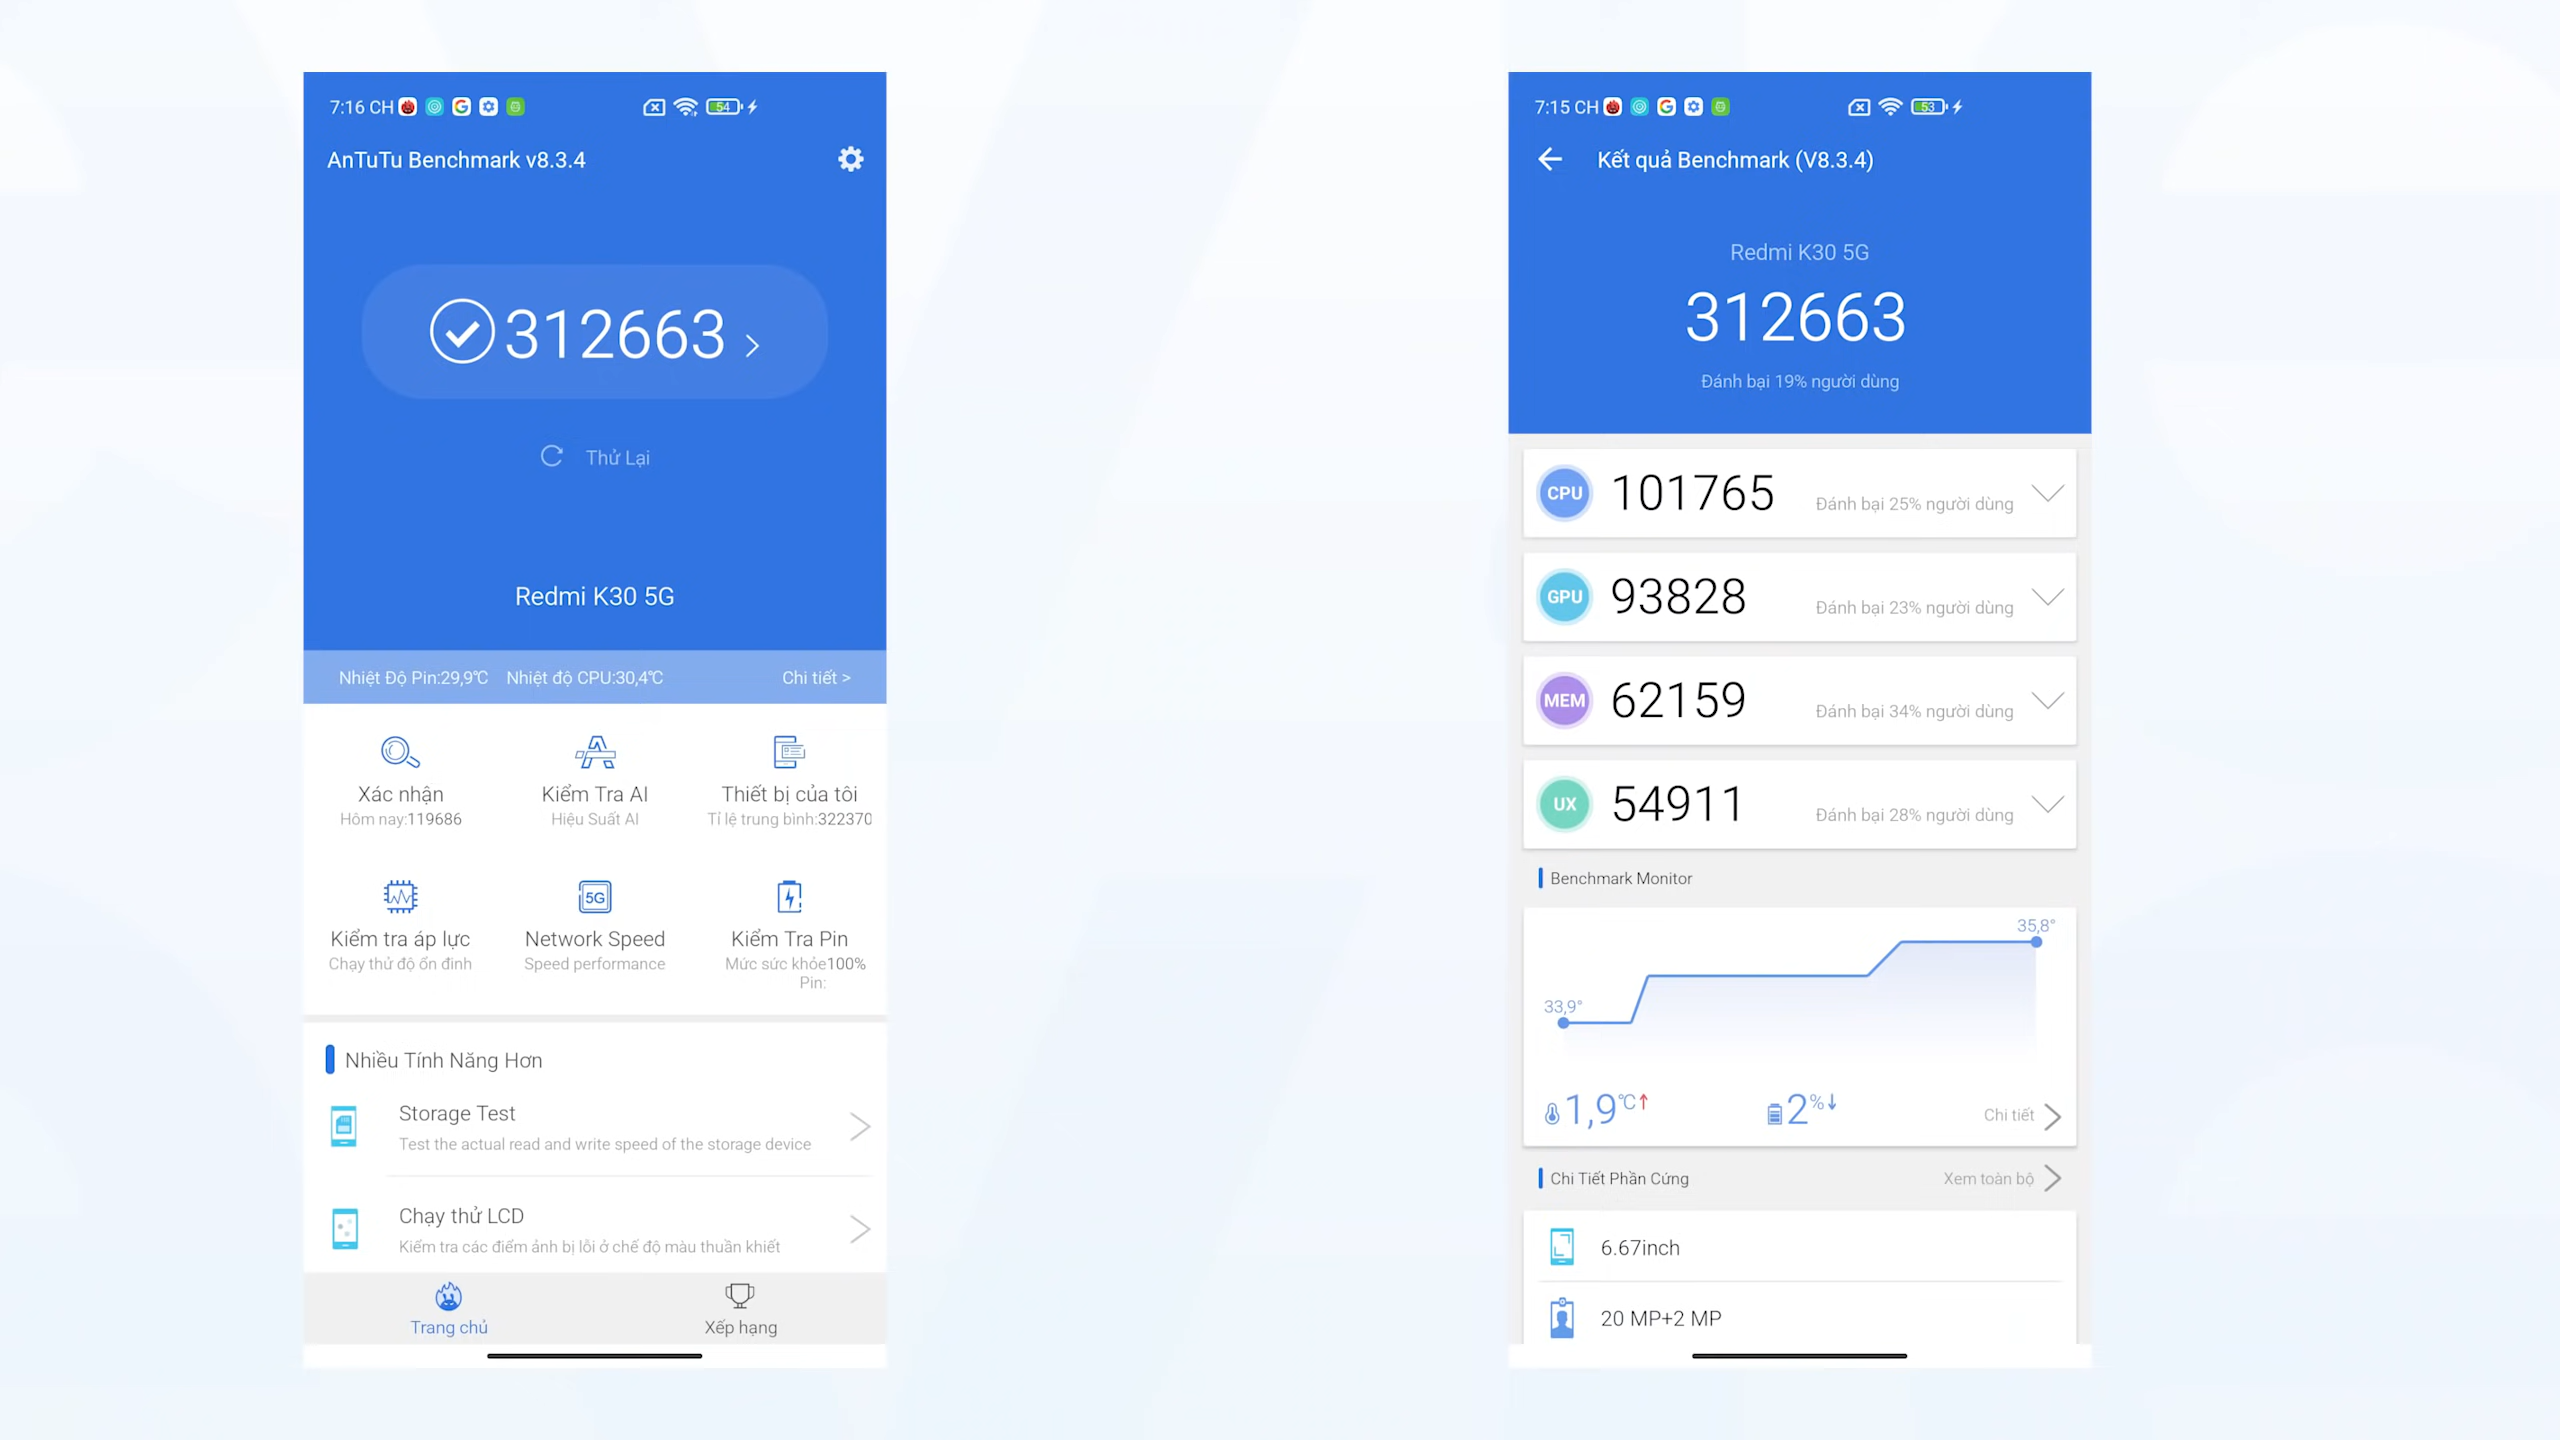 7:16 CH
54
AnTuTu Benchmark v8.3.4
312663
Thử Lại
Redmi K30 5G
Nhiệt Độ Pin:29,9℃ Nhiệt độ CPU:30,4℃ Chi tiết >
Xác nhận
Hôm nay:119686
Kiểm Tra AI
Hiệu Suất AI
Thiết bị của tôi
Tỉ lệ trung bình:322370
Kiểm tra áp lực
Chạy thử độ ổn đinh
5G
Network Speed
Speed performance
Kiểm Tra Pin
Mức sức khỏe100%
Pin:
Nhiều Tính Năng Hơn
Storage Test
Test the actual read and write speed of the storage device
Chạy thử LCD
Kiểm tra các điểm ảnh bị lỗi ở chế độ màu thuần khiết
Trang chủ
Xếp hạng
7:15 CH
53
Kết quả Benchmark (V8.3.4)
Redmi K30 5G
312663
Đánh bại 19% người dùng
CPU 101765 Đánh bại 25% người dùng
GPU 93828 Đánh bại 23% người dùng
MEM 62159 Đánh bại 34% người dùng
UX 54911 Đánh bại 28% người dùng
Benchmark Monitor
35,8°
33,9°
1,9℃↑ 2%↓ Chi tiết
Chi Tiết Phần Cứng Xem toàn bộ
6.67inch
20 MP+2 MP